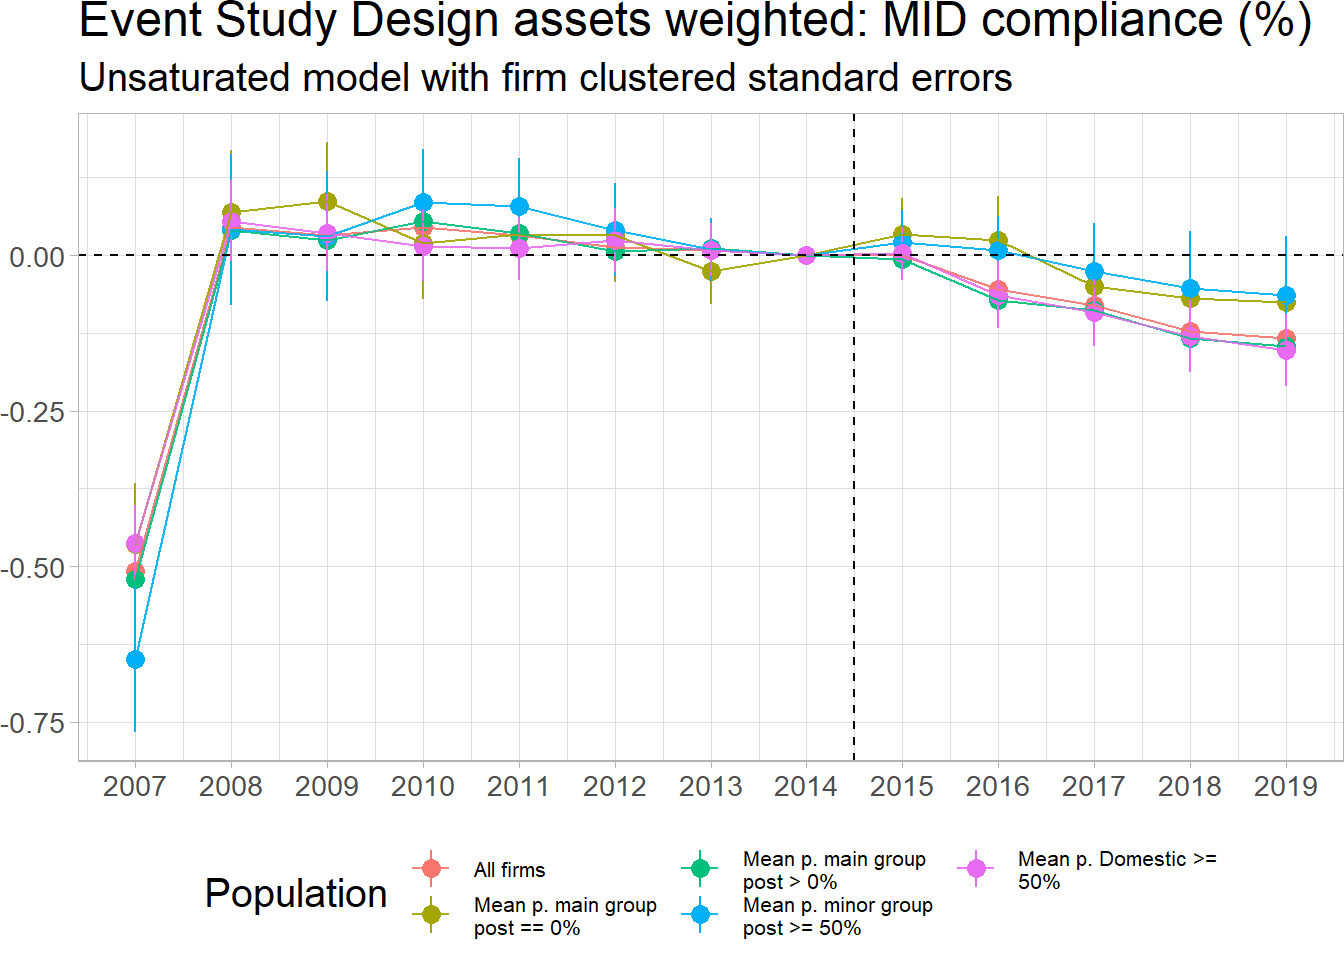 Event Study Design assets weighted: MID compliance (%)
Unsaturated model with firm clustered standard errors
0.00
-0.25
-0.50
-0.75
2007 2008 2009 2010 2011 2012 2013 2014 2015 2016 2017 2018 2019
Population
All firms
Mean p. main group
post == 0%
Mean p. main group
post > 0%
Mean p. minor group
post >= 50%
Mean p. Domestic >=
50%